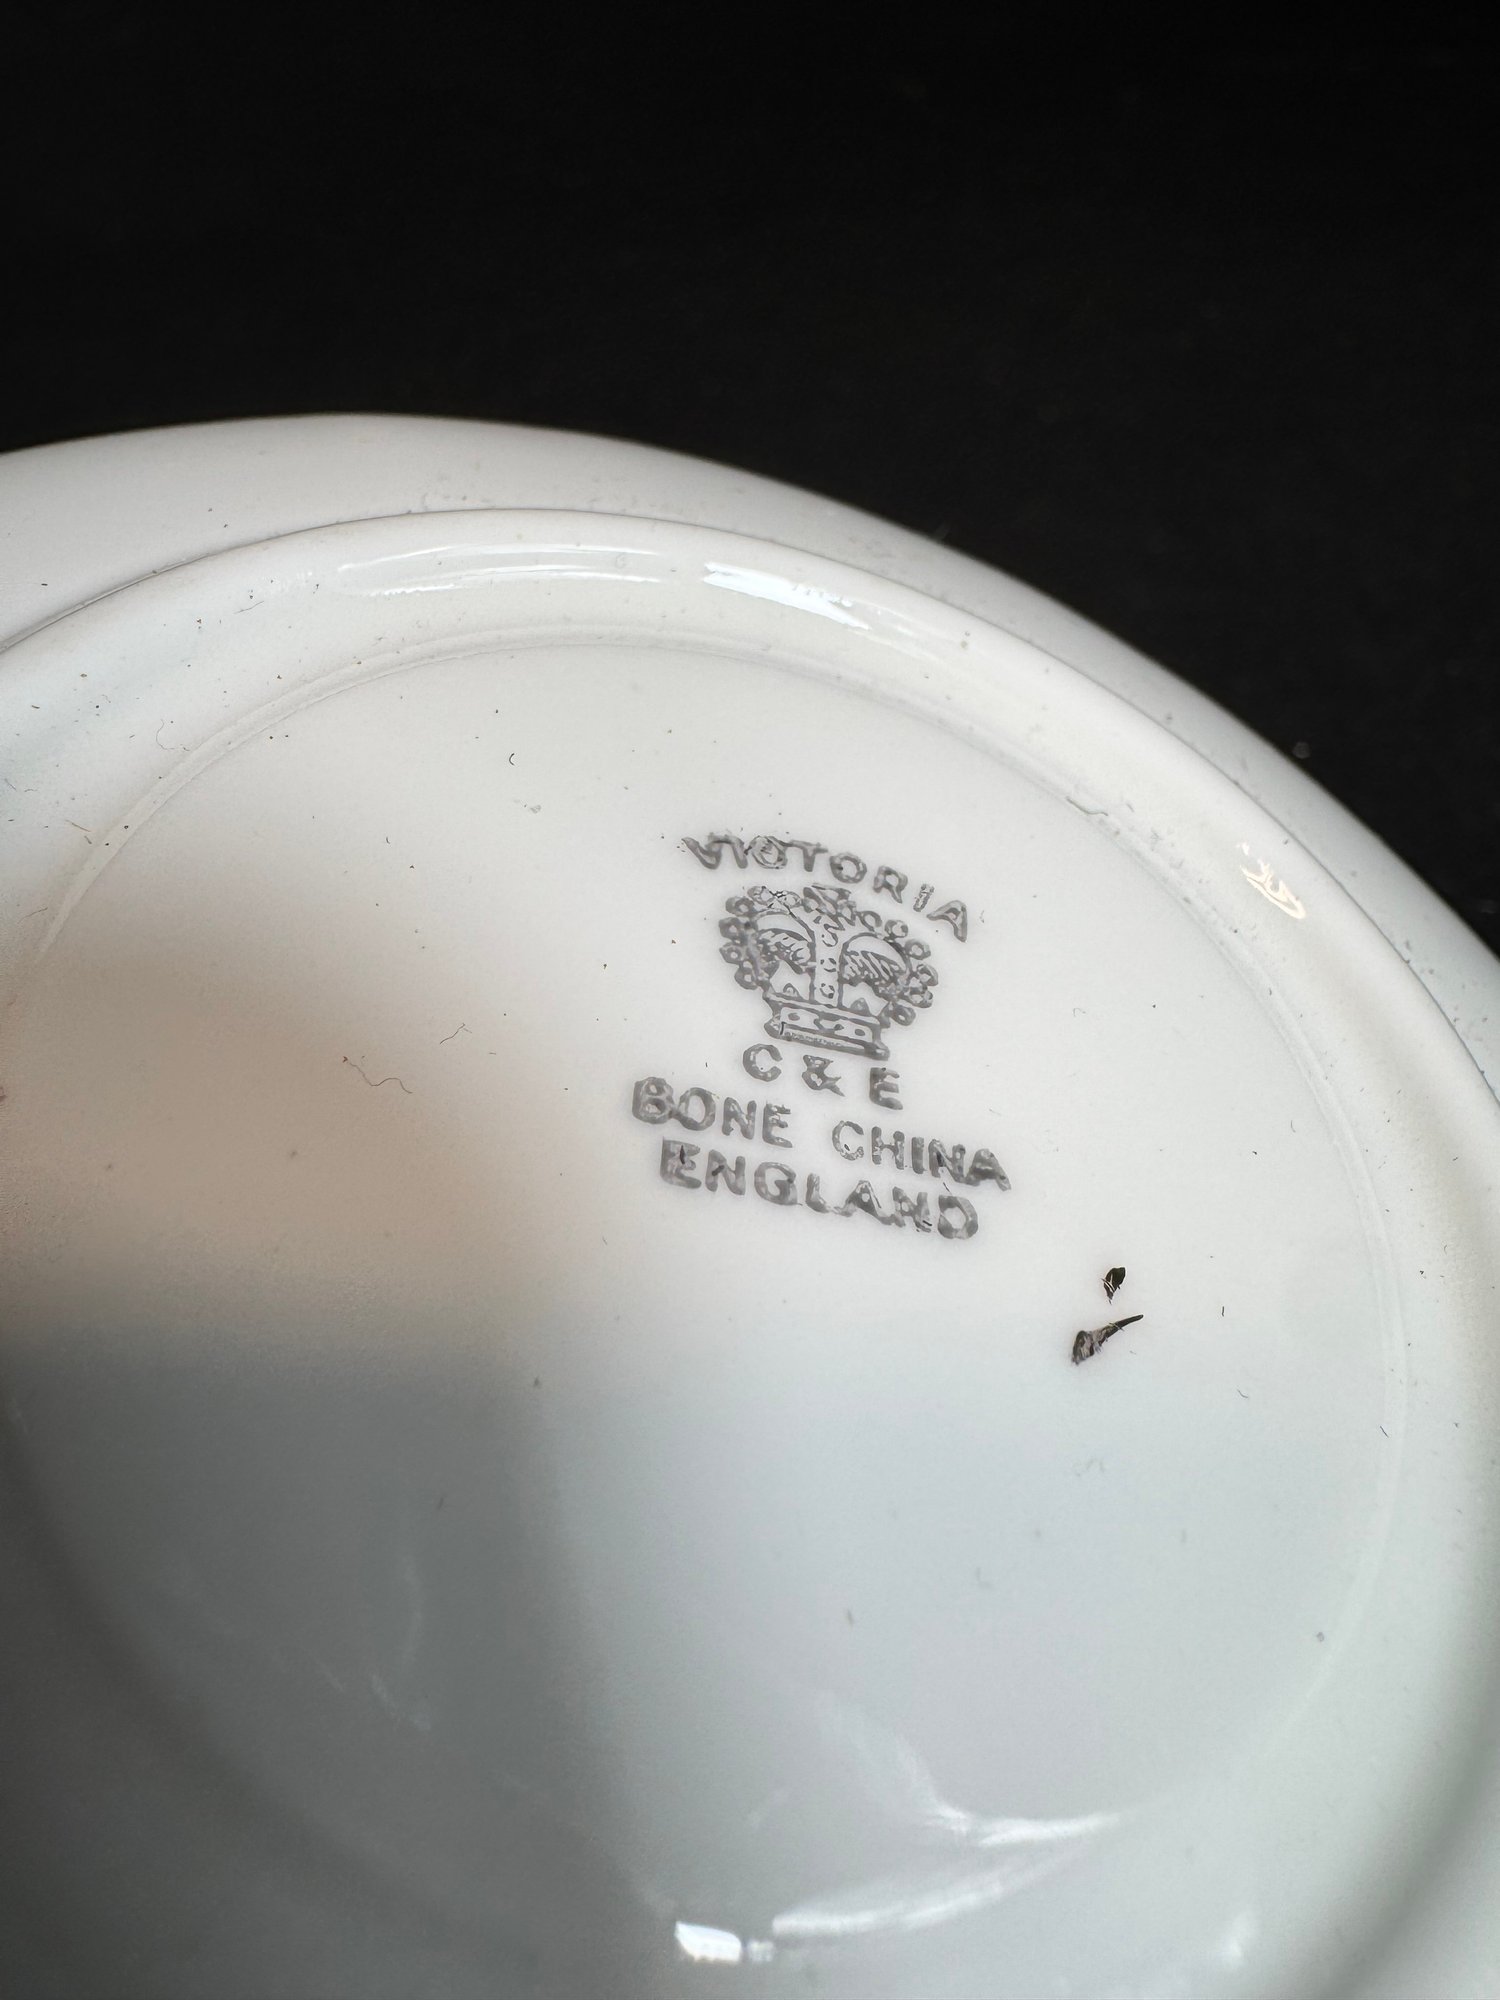 VICTORIA
C & E
BONE CHINA
ENGLAND